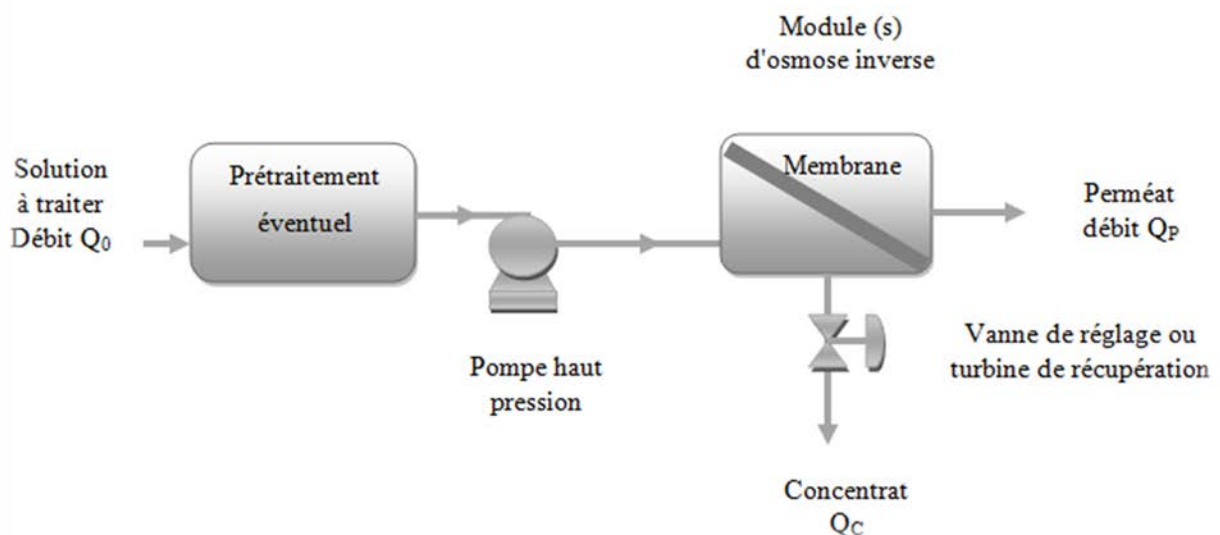 Module (s)
d'osmose inverse
Solution
à traiter
Débit Q0
Prétraitement
éventuel
Membrane
Perméat
débit QP
Pompe haut
pression
Vanne de réglage ou
turbine de récupération
Concentrat
QC